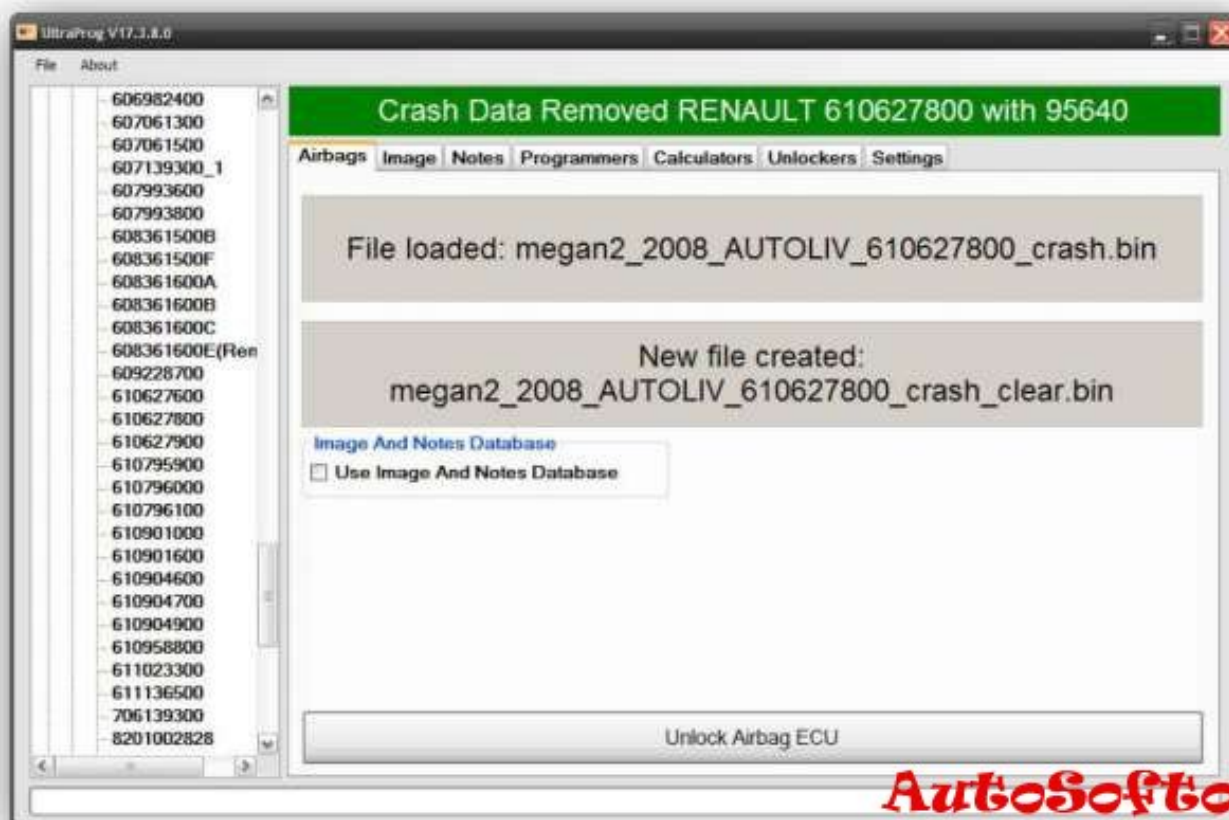 UltraProg V17.3.8.0
File About
606982400
607061300
607061500
607139300_1
607993600
607993800
608361500B
608361500F
608361600A
608361600B
608361600C
608361600E(Ren
609228700
610627600
610627800
610627900
610795900
610796000
610796100
610901000
610901600
610904600
610904700
610904900
610958800
611023300
611136500
706139300
8201002828
Crash Data Removed RENAULT 610627800 with 95640
Airbags Image Notes Programmers Calculators Unlockers Settings
File loaded: megan2_2008_AUTOLIV_610627800_crash.bin
New file created:
megan2_2008_AUTOLIV_610627800_crash_clear.bin
Image And Notes Database
Use Image And Notes Database
Unlock Airbag ECU
AutoSofto